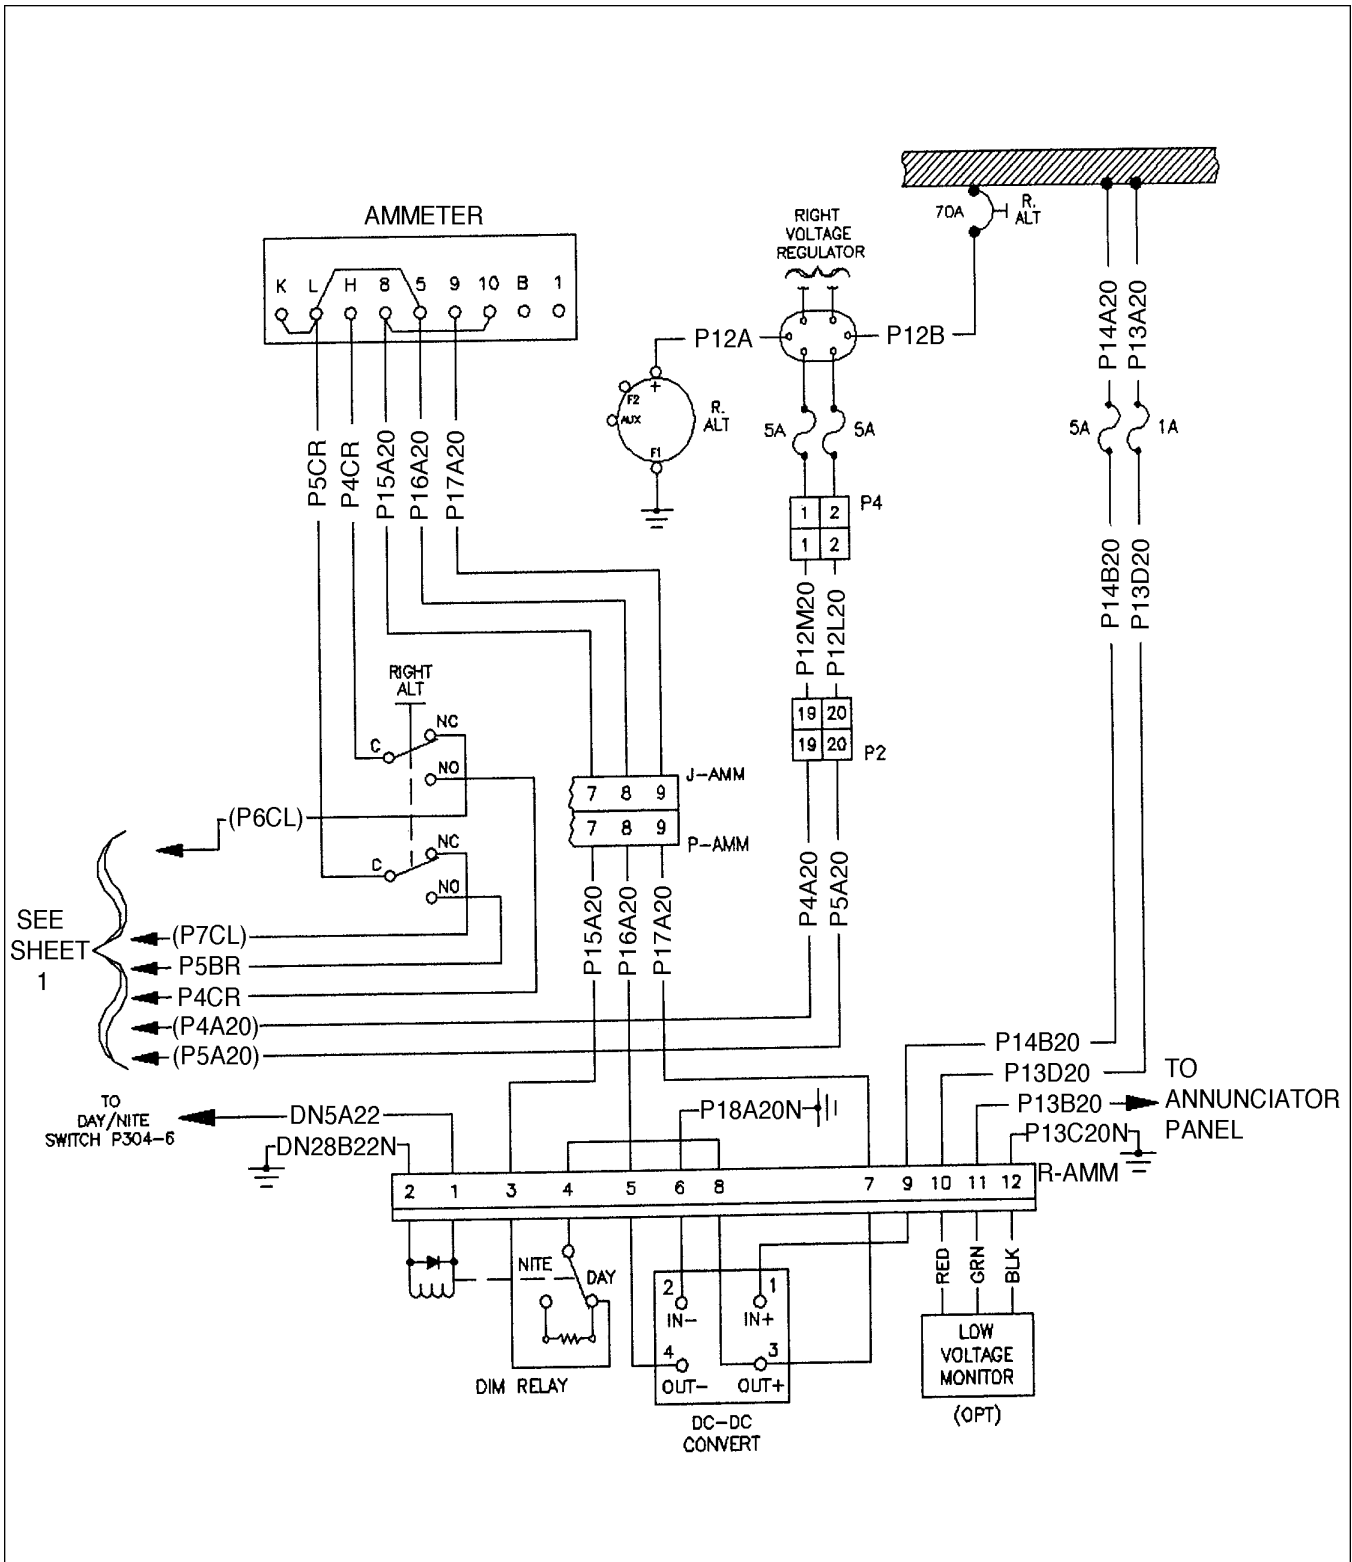 AMMETER
K L H 8 5 9 10 B 1
RIGHT
VOLTAGE
REGULATOR
70A
R.
ALT
P12A
P12B
F2
+
AUX
F1
R.
ALT
5A
5A
P14A20
P13A20
5A
1A
P5CR
P4CR
P15A20
P16A20
P17A20
1 2
1 2
P4
P12M20
P12L20
P14B20
P13D20
19 20
19 20
P2
RIGHT
ALT
NC
C
NO
(P6CL)
NC
C
NO
7 8 9
J-AMM
7 8 9
P-AMM
P15A20
P16A20
P17A20
P4A20
P5A20
SEE
SHEET
1
(P7CL)
P5BR
P4CR
(P4A20)
(P5A20)
TO
DAY/NITE
SWITCH P304-6
DN5A22
DN28B22N
P18A20N
P14B20
P13D20
P13B20
P13C20N
TO
ANNUNCIATOR
PANEL
R-AMM
2 1 3 4 5 6 8 7 9 10 11 12
NITE
DAY
DIM RELAY
2
IN-
1
IN+
4
OUT-
3
OUT+
DC-DC
CONVERT
RED
GRN
BLK
LOW
VOLTAGE
MONITOR
(OPT)